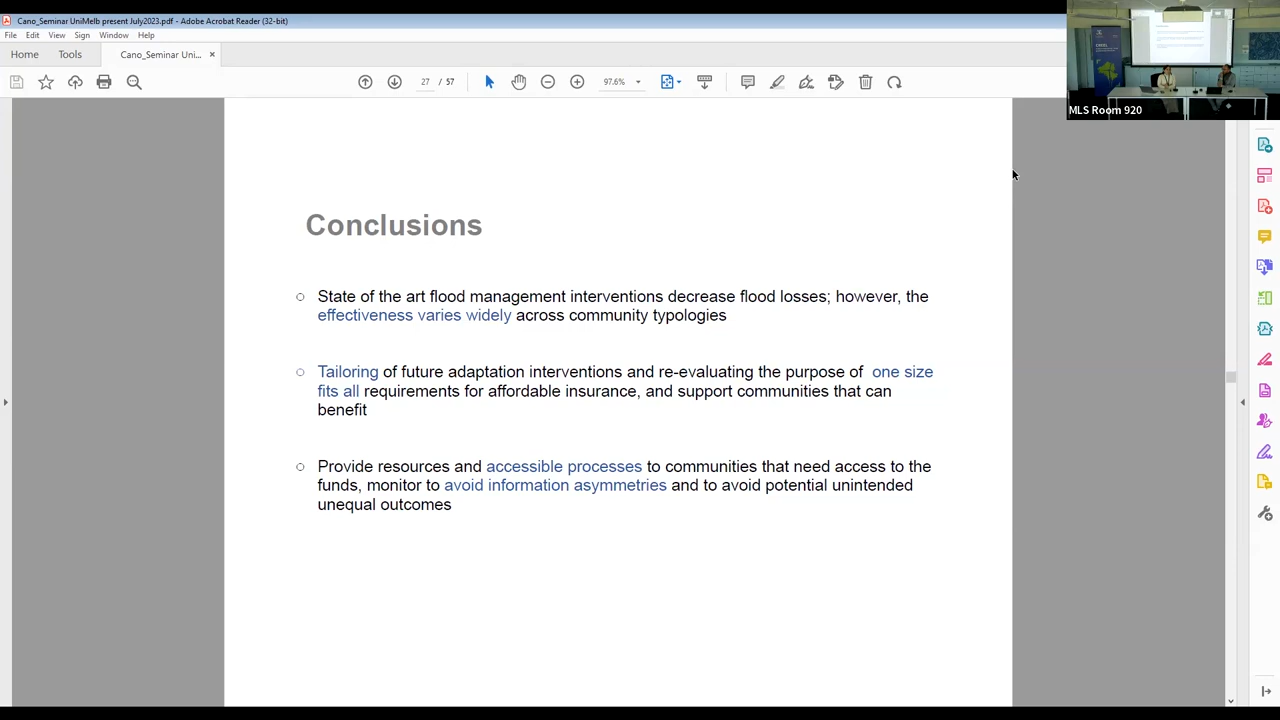 Cano_Seminar UniMelb present July2023.pdf - Adobe Acrobat Reader (32-bit)
File Edit View Sign Window Help
Home Tools Cano_Seminar Uni... ×
27 / 57 97.6%
MLS Room 920
Conclusions
State of the art flood management interventions decrease flood losses; however, the
effectiveness varies widely across community typologies
Tailoring of future adaptation interventions and re-evaluating the purpose of one size
fits all requirements for affordable insurance, and support communities that can
benefit
Provide resources and accessible processes to communities that need access to the
funds, monitor to avoid information asymmetries and to avoid potential unintended
unequal outcomes